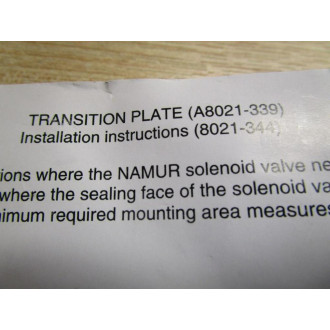 TRANSITION PLATE (A8021-339)
Installation instructions (8021-344)
ions where the NAMUR solenoid valve ne
where the sealing face of the solenoid va
nimum required mounting area measures